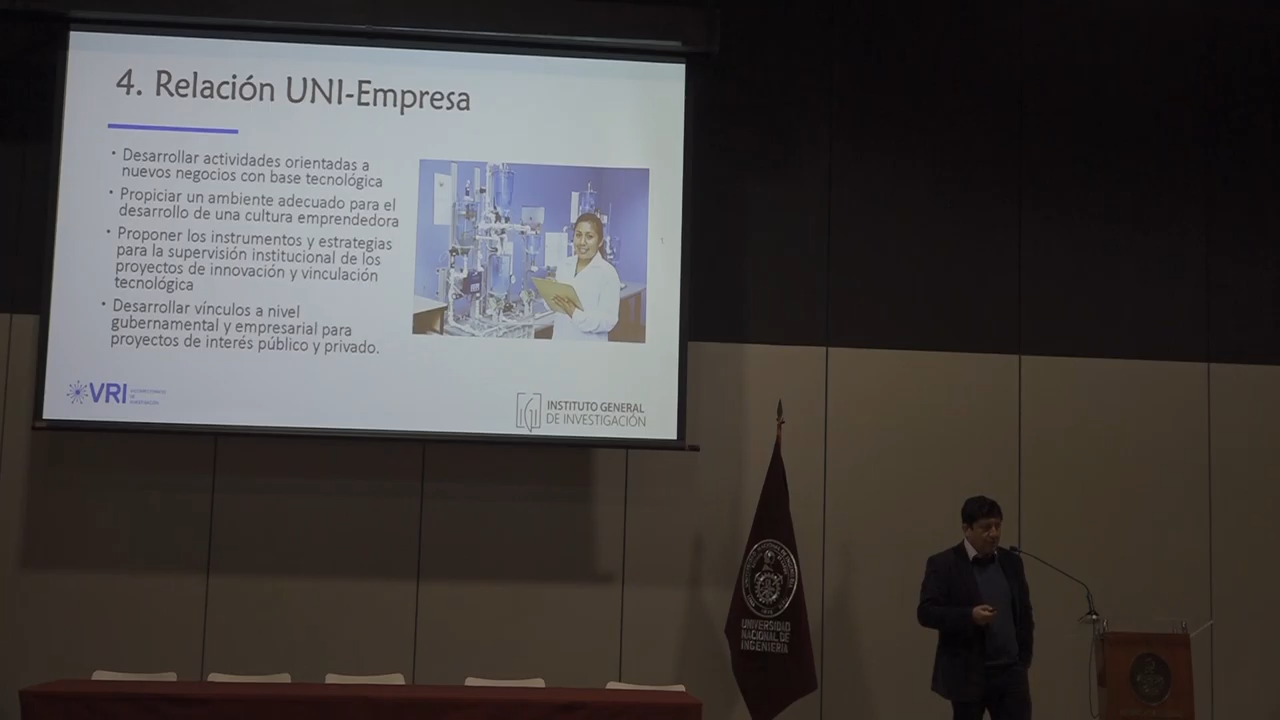 4. Relación UNI-Empresa
• Desarrollar actividades orientadas a
nuevos negocios con base tecnológica
• Propiciar un ambiente adecuado para el
desarrollo de una cultura emprendedora
• Proponer los instrumentos y estrategias
para la supervisión institucional de los
proyectos de innovación y vinculación
tecnológica
• Desarrollar vínculos a nivel
gubernamental y empresarial para
proyectos de interés público y privado.
1
VRI
INSTITUTO GENERAL
DE INVESTIGACIÓN
UNIVERSIDAD
NACIONAL DE
INGENIERIA